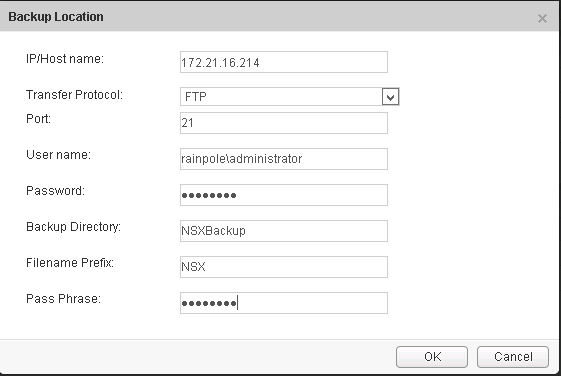 Backup Location
IP/Host name: 172.21.16.214
Transfer Protocol: FTP
Port: 21
User name: rainpole\administrator
Password: ●●●●●●●●
Backup Directory: NSXBackup
Filename Prefix: NSX
Pass Phrase: ●●●●●●●●
OK Cancel